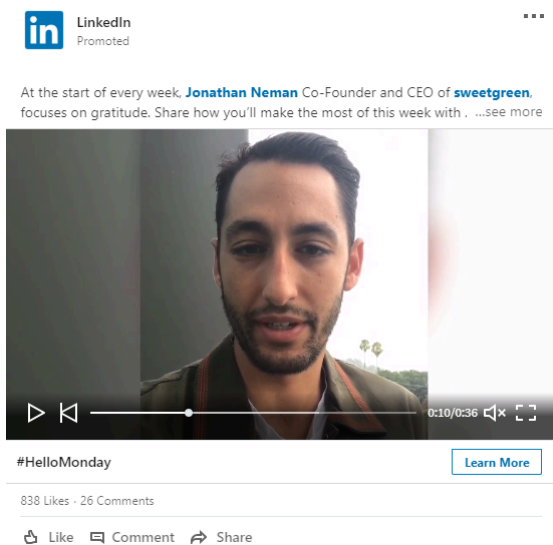 in
LinkedIn
Promoted
At the start of every week, Jonathan Neman Co-Founder and CEO of sweetgreen,
focuses on gratitude. Share how you'll make the most of this week with . ...see more
0:10/0:36
#HelloMonday
Learn More
838 Likes · 26 Comments
Like Comment Share